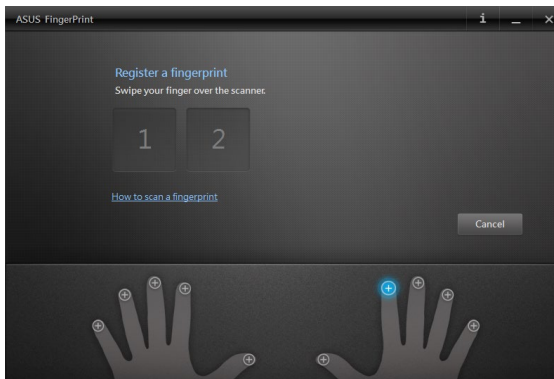 ASUS FingerPrint
Register a fingerprint
Swipe your finger over the scanner.
1 2
How to scan a fingerprint
Cancel